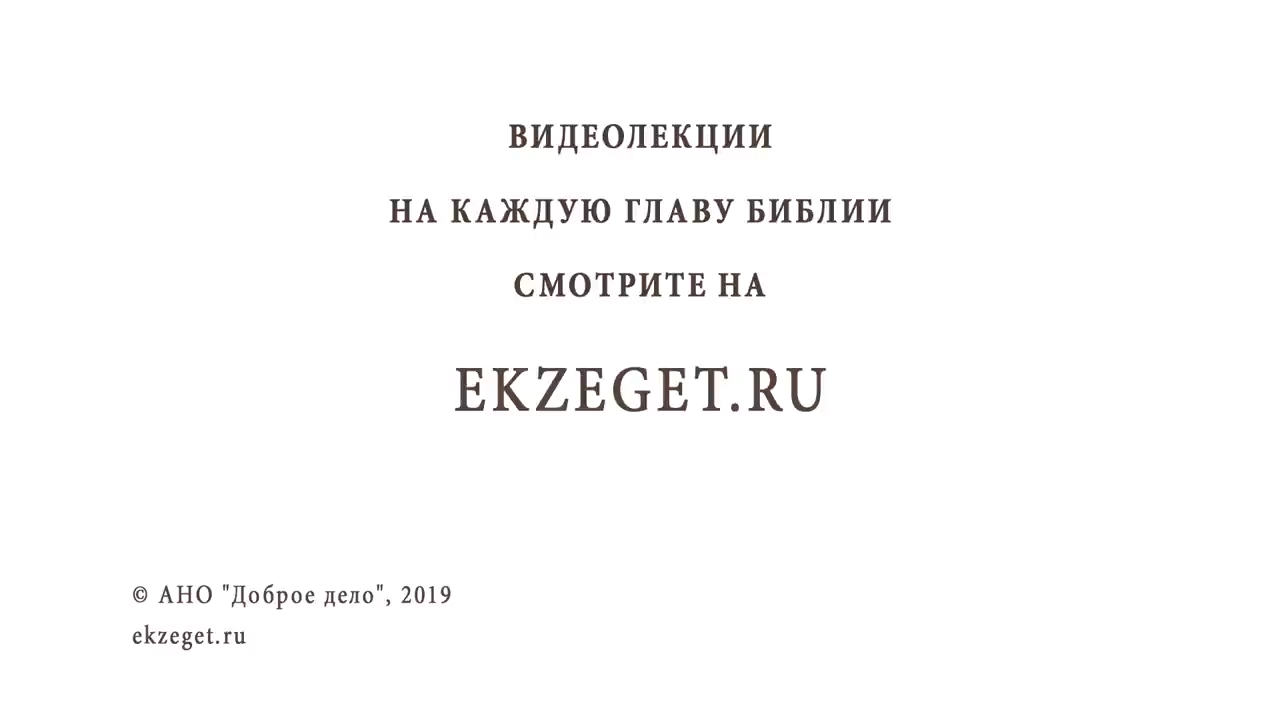 ВИДЕОЛЕКЦИИ
НА КАЖДУЮ ГЛАВУ БИБЛИИ
СМОТРИТЕ НА
EKZEGET.RU
© АНО "Доброе дело", 2019
ekzeget.ru